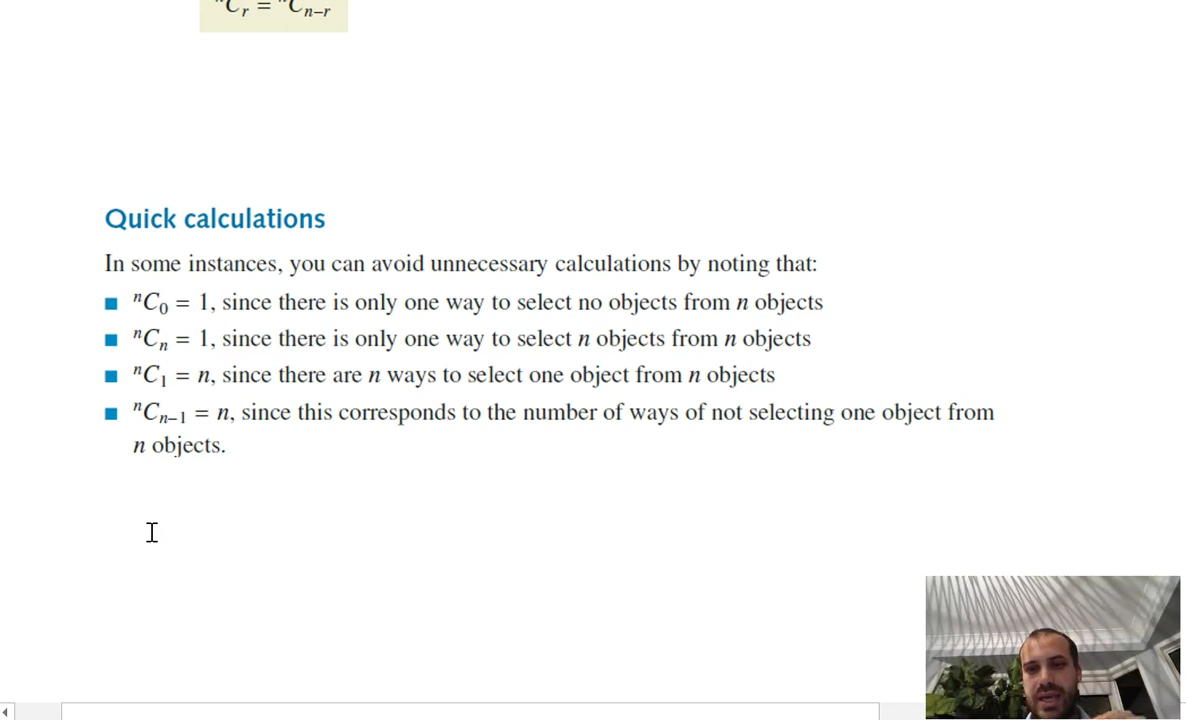 ⁿCᵣ = ⁿCₙ₋ᵣ
Quick calculations
In some instances, you can avoid unnecessary calculations by noting that:
■ ⁿC₀ = 1, since there is only one way to select no objects from n objects
■ ⁿCₙ = 1, since there is only one way to select n objects from n objects
■ ⁿC₁ = n, since there are n ways to select one object from n objects
■ ⁿCₙ₋₁ = n, since this corresponds to the number of ways of not selecting one object from
n objects.